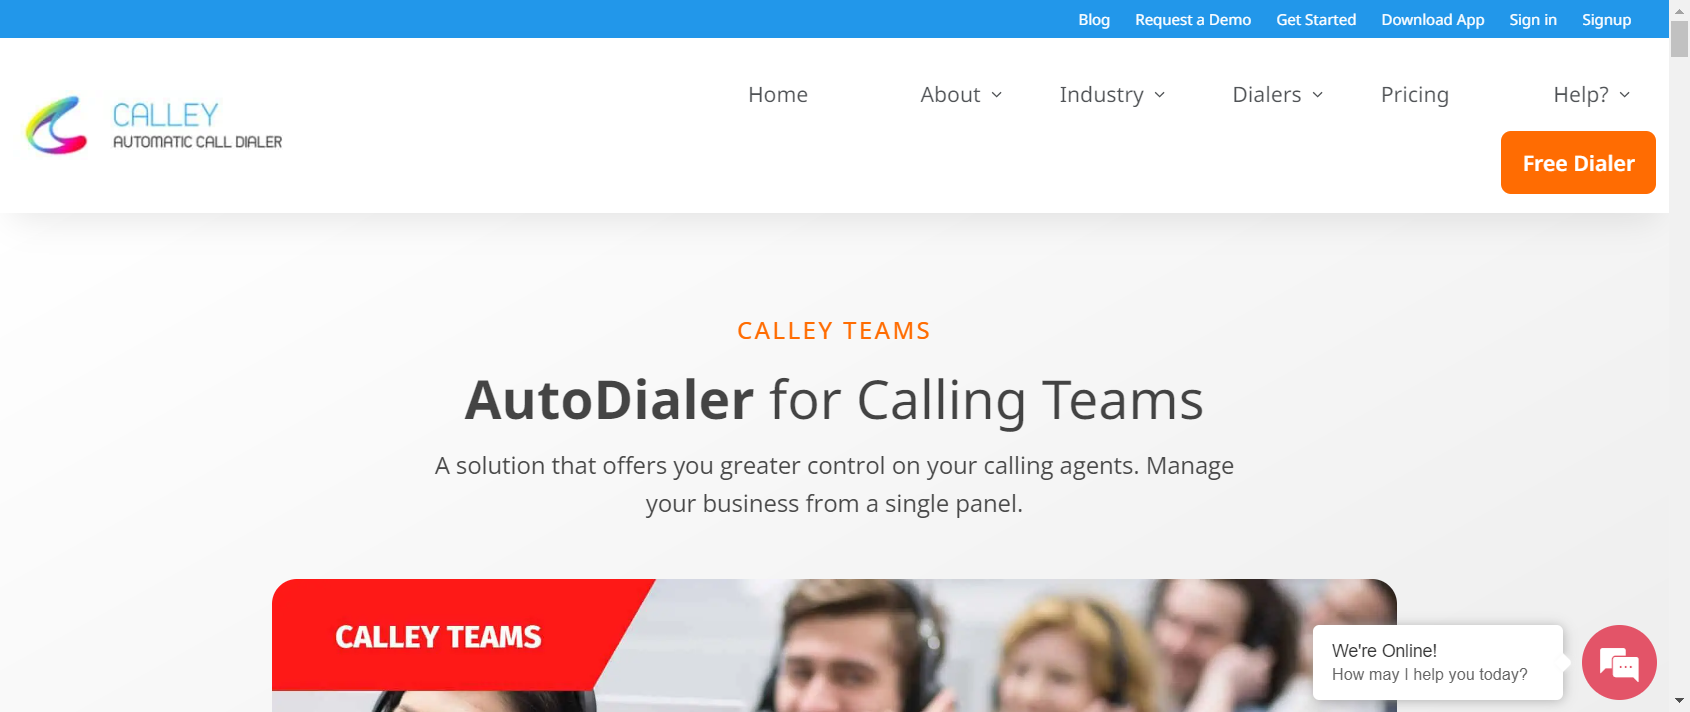 Blog Request a Demo Get Started Download App Sign in Signup
CALLEY
AUTOMATIC CALL DIALER
Home About Industry Dialers Pricing Help?
Free Dialer
CALLEY TEAMS
AutoDialer for Calling Teams
A solution that offers you greater control on your calling agents. Manage
your business from a single panel.
CALLEY TEAMS
We're Online!
How may I help you today?